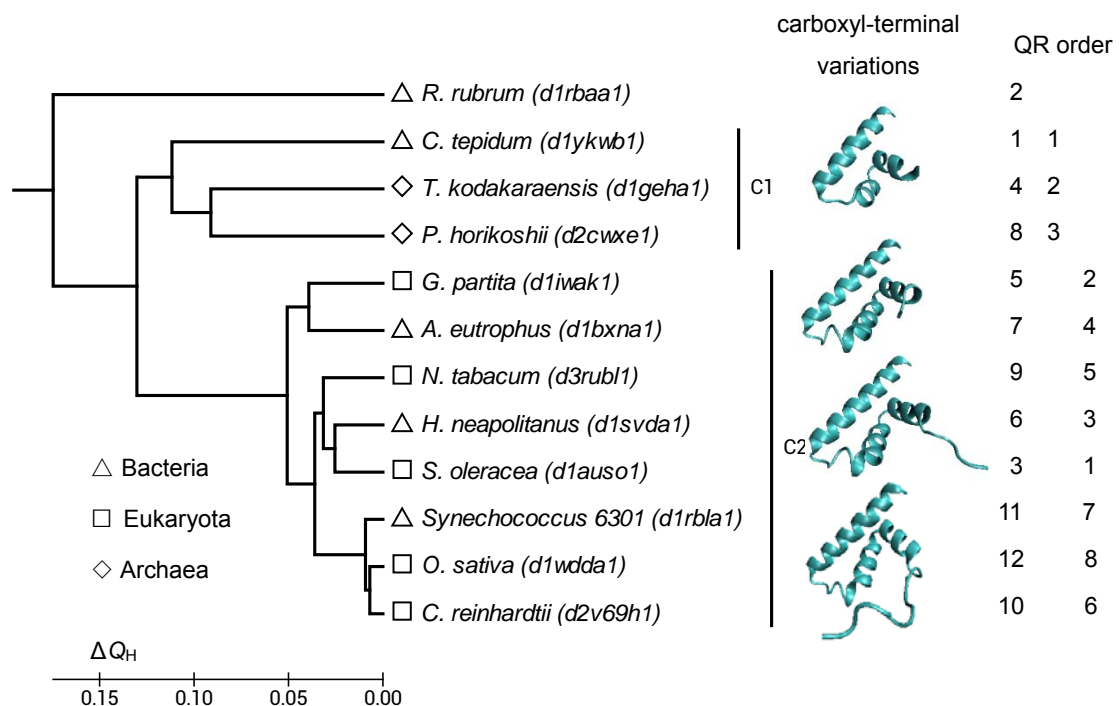 carboxyl-terminal
variations
QR order
R. rubrum (d1rbaa1) 2
C. tepidum (d1ykwb1) 1 1
T. kodakaraensis (d1geha1) 4 2
C1
P. horikoshii (d2cwxe1) 8 3
G. partita (d1iwak1) 5 2
A. eutrophus (d1bxna1) 7 4
N. tabacum (d3rubl1) 9 5
H. neapolitanus (d1svda1) 6 3
C2
S. oleracea (d1auso1) 3 1
Synechococcus 6301 (d1rbla1) 11 7
O. sativa (d1wdda1) 12 8
C. reinhardtii (d2v69h1) 10 6
Bacteria
Eukaryota
Archaea
ΔQH
0.15 0.10 0.05 0.00